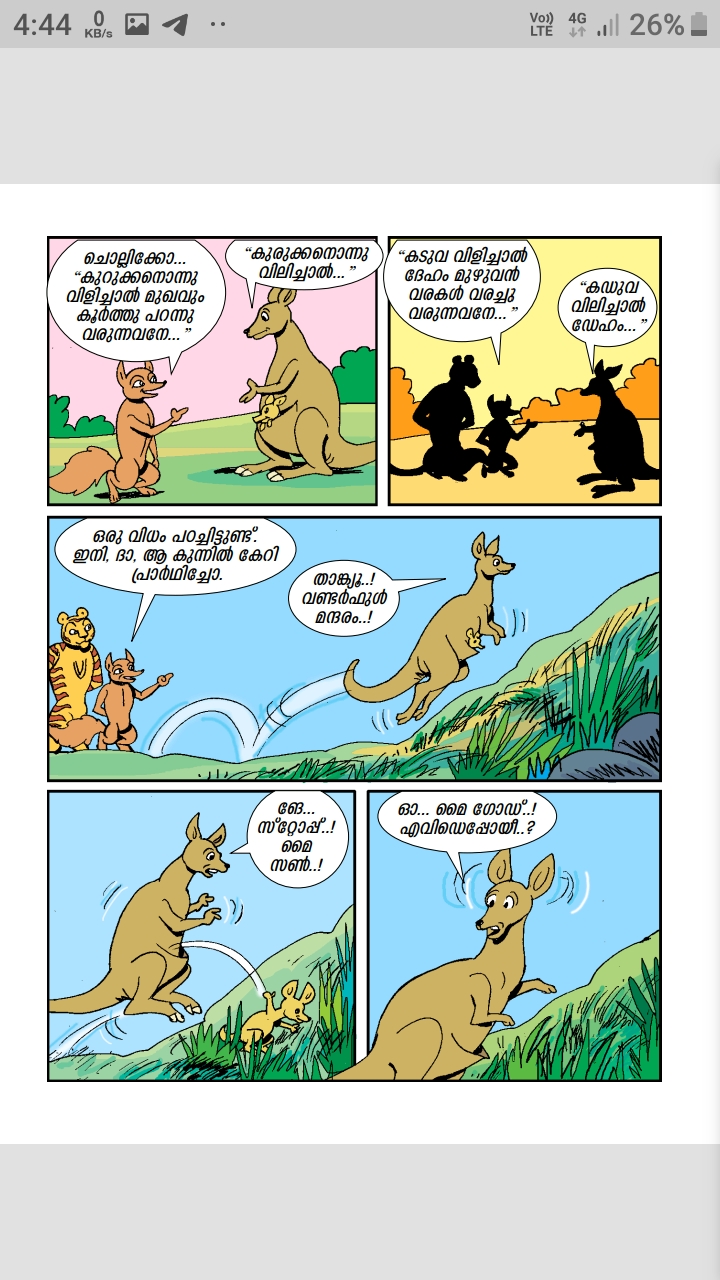 4:44
0
KB/s
Vo))
LTE
4G
26%
ചൊല്ലിക്കോ...
“കുറുക്കനൊന്നു
വിളിച്ചാൽ മുഖവും
കൂർത്തു പറന്നു
വരുന്നവനേ...”
“കുരുക്കനൊന്നു
വിലിച്ചാൽ...”
“കടുവ വിളിച്ചാൽ
ദേഹം മുഴുവൻ
വരകൾ വരച്ചു
വരുന്നവനേ...”
“കഡുവ
വിലിച്ചാൽ
ഡേഹം...”
ഒരു വിധം പഠച്ചിട്ടുണ്ട്.
ഇനി, ദാ, ആ കുന്നിൽ കേറി
പ്രാർഥിച്ചോ.
താങ്ക്യൂ..!
വണ്ടർഫുൾ
മന്ദരം..!
ങേ...
സ്റ്റോപ്..!
മൈ
സൺ..!
ഓ... മൈ ഗോഡ്..!
എവിഡെപ്പോയീ..?